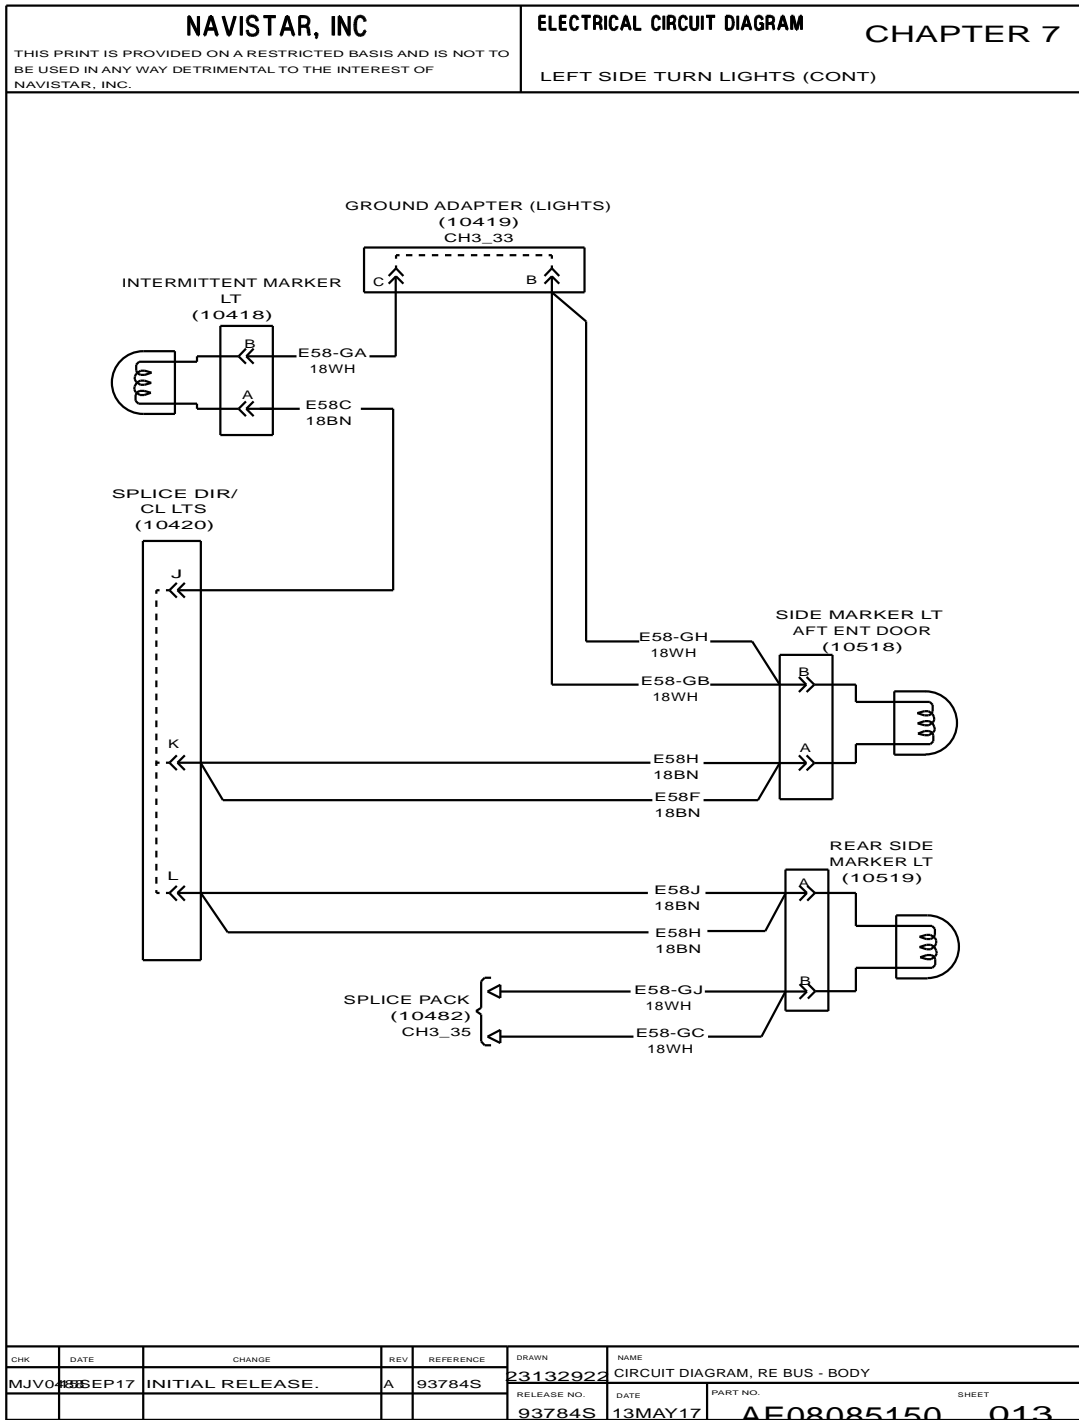 NAVISTAR, INC
THIS PRINT IS PROVIDED ON A RESTRICTED BASIS AND IS NOT TO
BE USED IN ANY WAY DETRIMENTAL TO THE INTEREST OF
NAVISTAR, INC.
ELECTRICAL CIRCUIT DIAGRAM
CHAPTER 7
LEFT SIDE TURN LIGHTS (CONT)
GROUND ADAPTER (LIGHTS)
(10419)
CH3_33
C
B
INTERMITTENT MARKER
LT
(10418)
B
E58-GA
18WH
A
E58C
18BN
SPLICE DIR/
CL LTS
(10420)
J
SIDE MARKER LT
AFT ENT DOOR
(10518)
E58-GH
18WH
B
E58-GB
18WH
K
A
E58H
18BN
E58F
18BN
REAR SIDE
MARKER LT
(10519)
L
A
E58J
18BN
E58H
18BN
SPLICE PACK
(10482)
CH3_35
B
E58-GJ
18WH
E58-GC
18WH
CHK
DATE
CHANGE
REV
REFERENCE
DRAWN
NAME
SEP17
INITIAL RELEASE.
A
93784S
23132922
CIRCUIT DIAGRAM, RE BUS - BODY
RELEASE NO.
DATE
PART NO.
SHEET
93784S
13MAY17
AE08085150
013